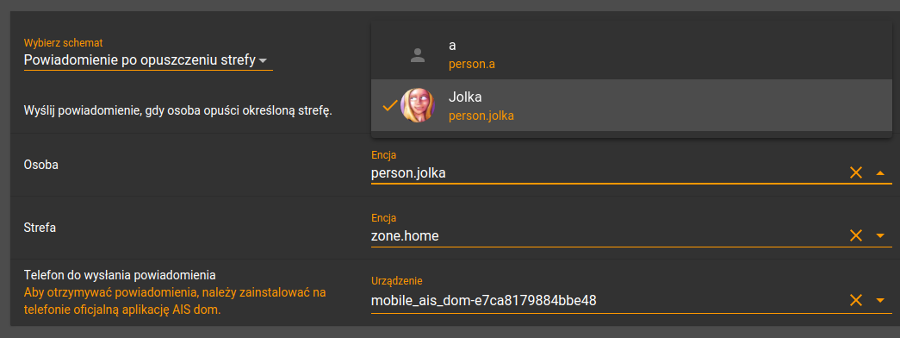 Wybierz schemat
Powiadomienie po opuszczeniu strefy
Wyślij powiadomienie, gdy osoba opuści określoną strefę.
a
person.a
Jolka
person.jolka
Osoba
Encja
person.jolka
Strefa
Encja
zone.home
Telefon do wysłania powiadomienia
Aby otrzymywać powiadomienia, należy zainstalować na
telefonie oficjalną aplikację AIS dom.
Urządzenie
mobile_ais_dom-e7ca8179884bbe48